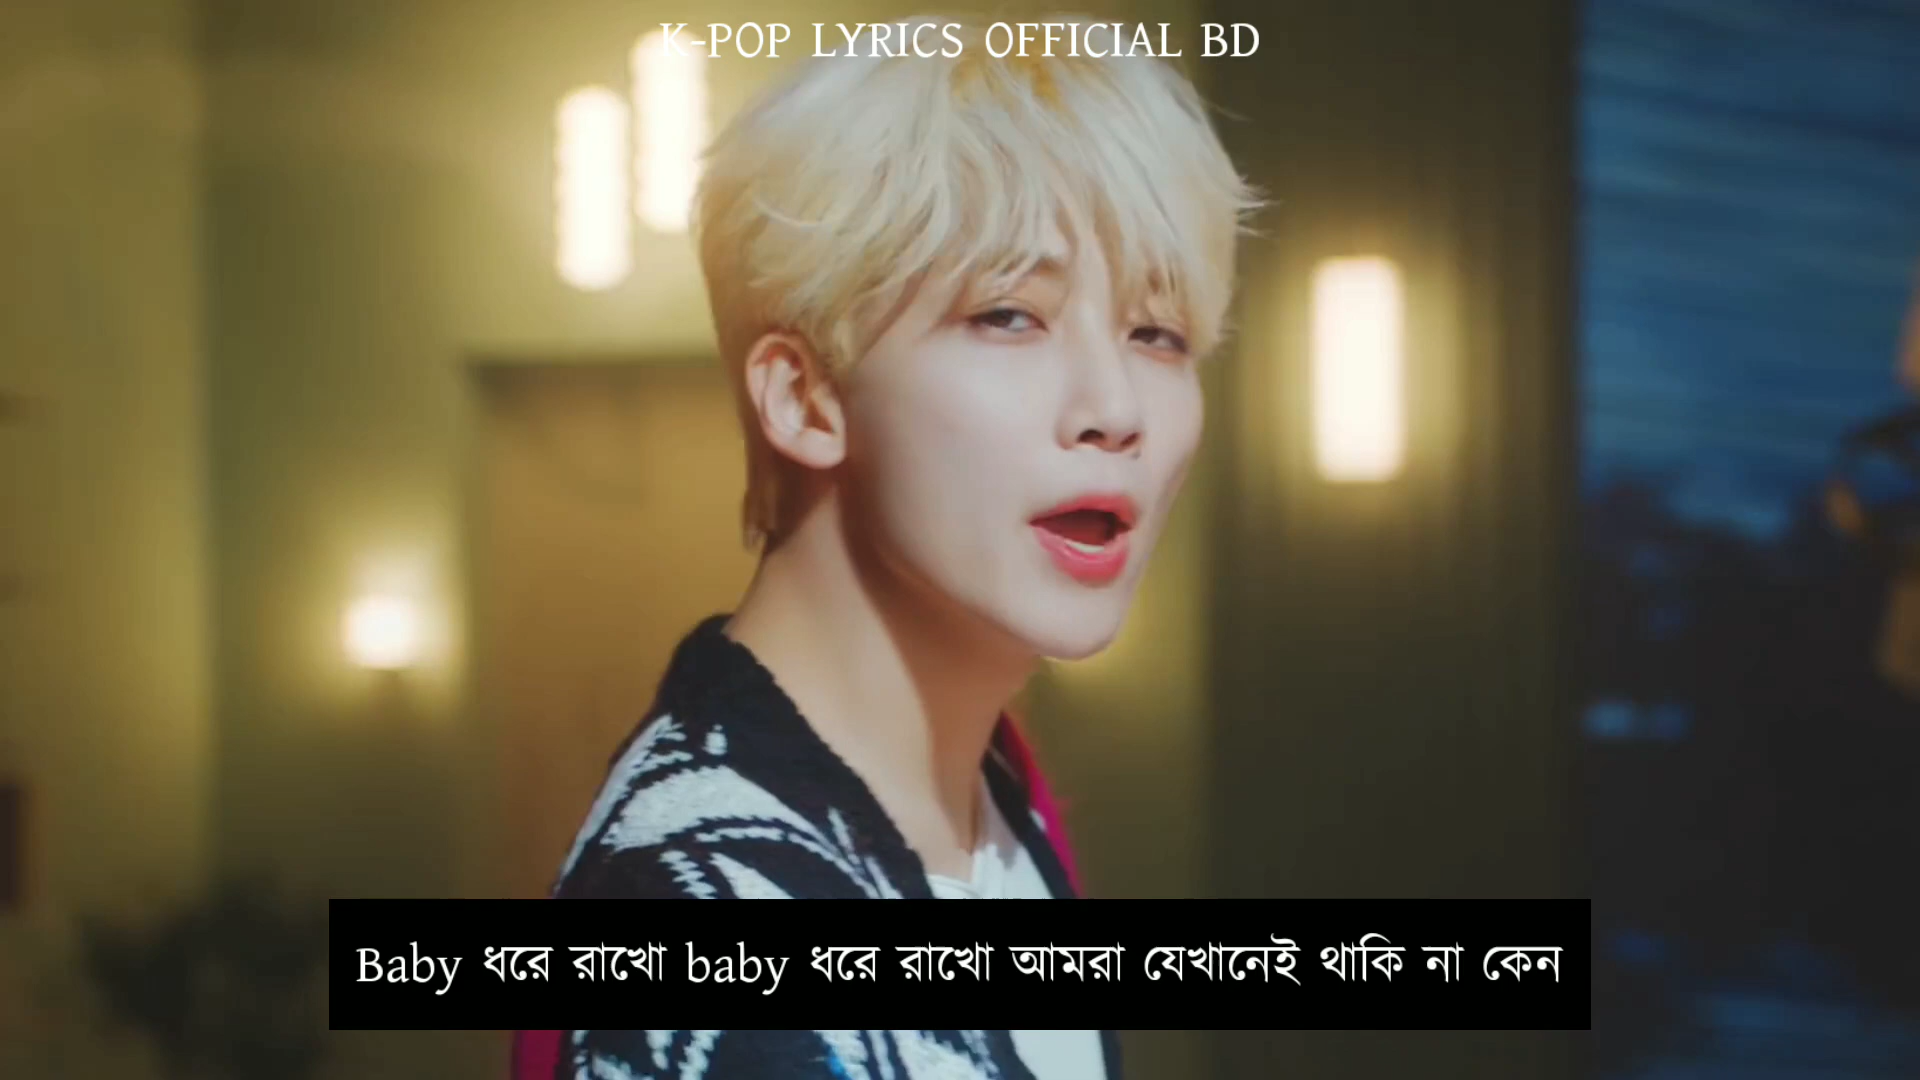 K-POP LYRICS OFFICIAL BD
Baby ধরে রাখো baby ধরে রাখো আমরা যেখানেই থাকি না কেন